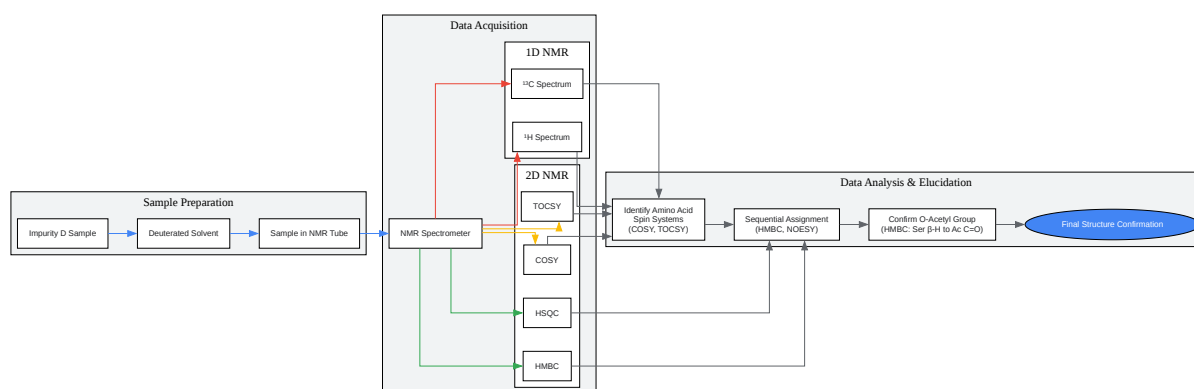 Data Acquisition
1D NMR
¹³C Spectrum
¹H Spectrum
2D NMR
TOCSY
COSY
HSQC
HMBC
NMR Spectrometer
Sample Preparation
Impurity D Sample
Deuterated Solvent
Sample in NMR Tube
Data Analysis & Elucidation
Identify Amino Acid
Spin Systems
(COSY, TOCSY)
Sequential Assignment
(HMBC, NOESY)
Confirm O-Acetyl Group
(HMBC: Ser β-H to Ac C=O)
Final Structure Confirmation